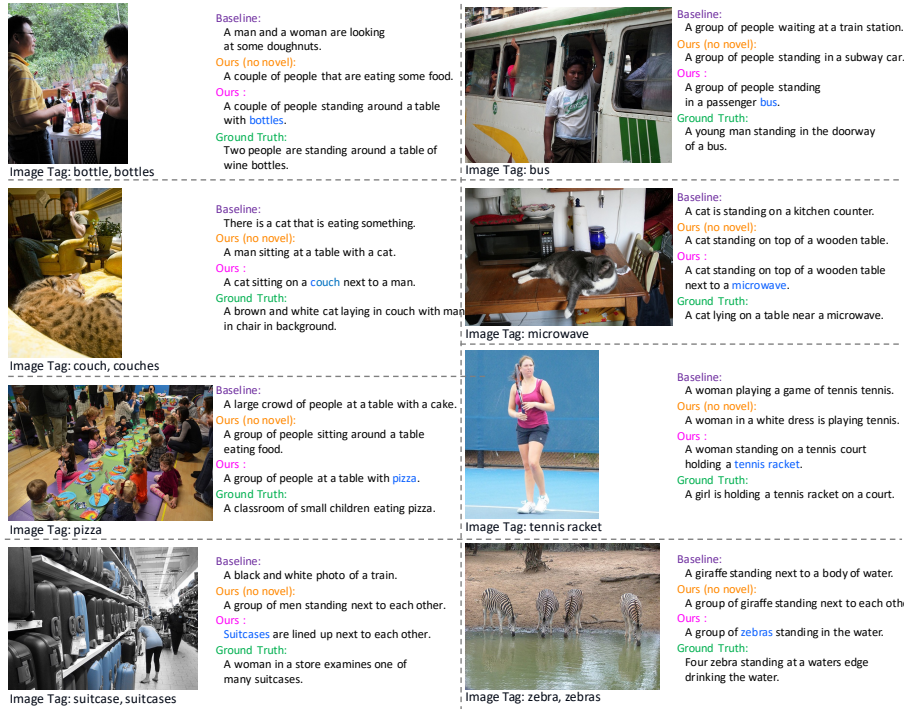 Baseline:
A man and a woman are looking
at some doughnuts.
Ours (no novel):
A couple of people that are eating some food.
Ours :
A couple of people standing around a table
with bottles.
Ground Truth:
Two people are standing around a table of
wine bottles.
Image Tag: bottle, bottles
Baseline:
A group of people waiting at a train station.
Ours (no novel):
A group of people standing in a subway car.
Ours :
A group of people standing
in a passenger bus.
Ground Truth:
A young man standing in the doorway
of a bus.
Image Tag: bus
Baseline:
There is a cat that is eating something.
Ours (no novel):
A man sitting at a table with a cat.
Ours :
A cat sitting on a couch next to a man.
Ground Truth:
A brown and white cat laying in couch with man
in chair in background.
Image Tag: couch, couches
Baseline:
A cat is standing on a kitchen counter.
Ours (no novel):
A cat standing on top of a wooden table.
Ours :
A cat standing on top of a wooden table
next to a microwave.
Ground Truth:
A cat lying on a table near a microwave.
Image Tag: microwave
Baseline:
A large crowd of people at a table with a cake.
Ours (no novel):
A group of people sitting around a table
eating food.
Ours :
A group of people at a table with pizza.
Ground Truth:
A classroom of small children eating pizza.
Image Tag: pizza
Baseline:
A woman playing a game of tennis tennis.
Ours (no novel):
A woman in a white dress is playing tennis.
Ours :
A woman standing on a tennis court
holding a tennis racket.
Ground Truth:
A girl is holding a tennis racket on a court.
Image Tag: tennis racket
Baseline:
A black and white photo of a train.
Ours (no novel):
A group of men standing next to each other.
Ours :
Suitcases are lined up next to each other.
Ground Truth:
A woman in a store examines one of
many suitcases.
Image Tag: suitcase, suitcases
Baseline:
A giraffe standing next to a body of water.
Ours (no novel):
A group of giraffe standing next to each othe
Ours :
A group of zebras standing in the water.
Ground Truth:
Four zebra standing at a waters edge
drinking the water.
Image Tag: zebra, zebras